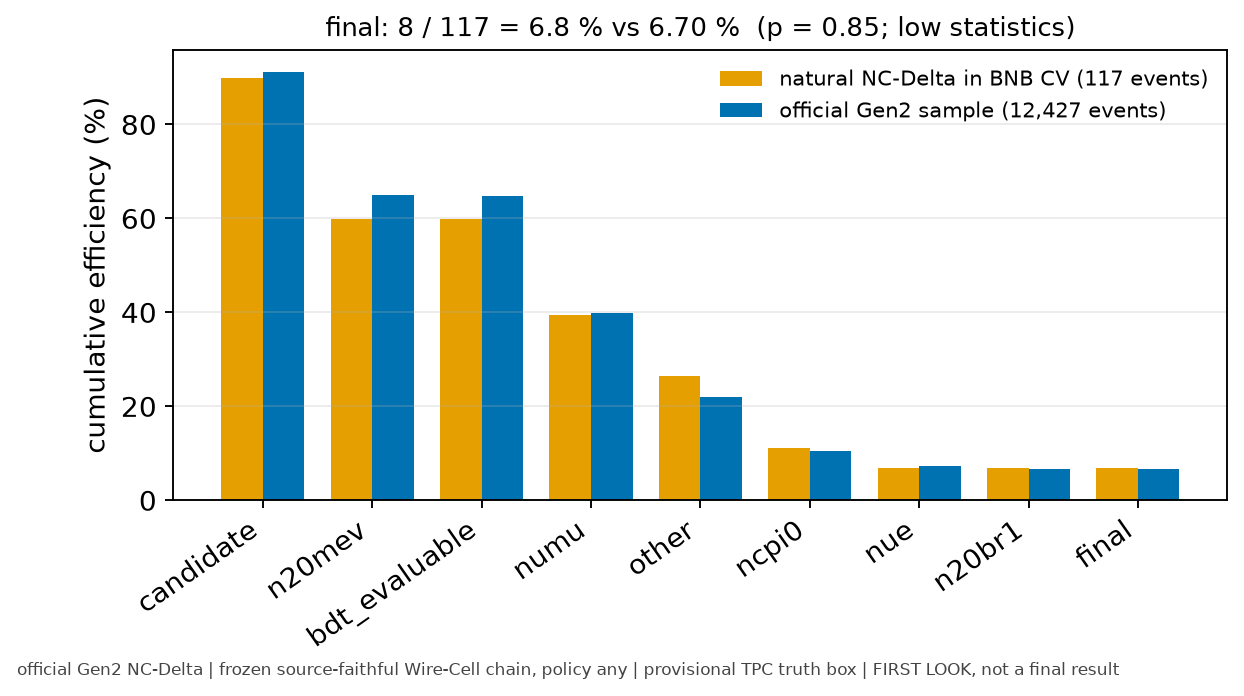 final: 8 / 117 = 6.8 % vs 6.70 %  (p = 0.85; low statistics)
natural NC-Delta in BNB CV (117 events)
official Gen2 sample (12,427 events)
cumulative efficiency (%)
80
60
40
20
0
candidate
n20mev
bdt_evaluable
numu
other
ncpi0
nue
n20br1
final
official Gen2 NC-Delta | frozen source-faithful Wire-Cell chain, policy any | provisional TPC truth box | FIRST LOOK, not a final result